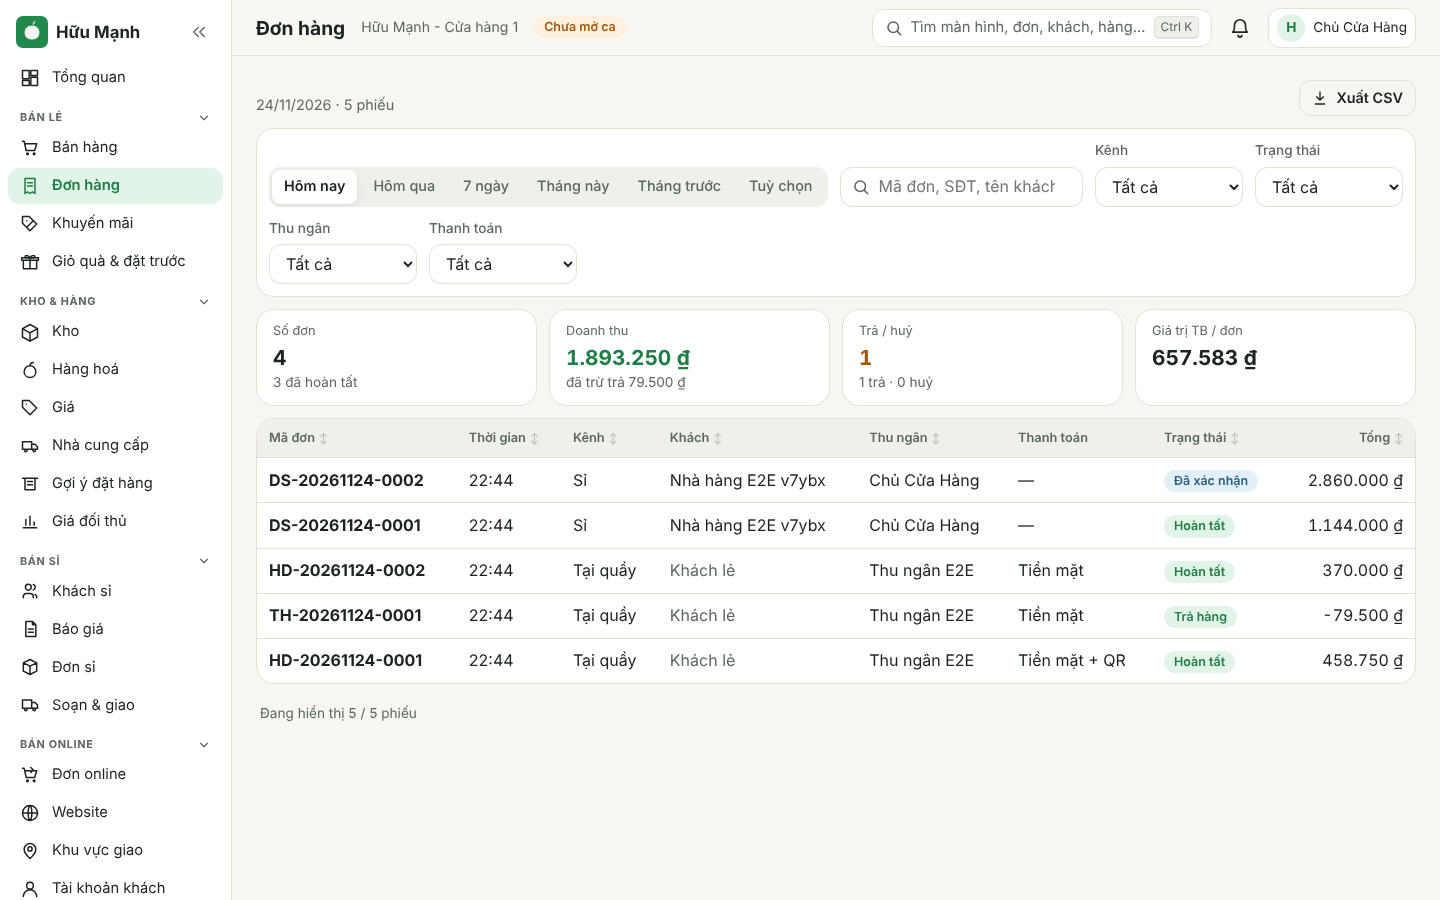 Hữu Mạnh
Tổng quan
BÁN LẺ
Bán hàng
Đơn hàng
Khuyến mãi
Giỏ quà & đặt trước
KHO & HÀNG
Kho
Hàng hoá
Giá
Nhà cung cấp
Gợi ý đặt hàng
Giá đối thủ
BÁN SỈ
Khách sỉ
Báo giá
Đơn sỉ
Soạn & giao
BÁN ONLINE
Đơn online
Website
Khu vực giao
Tài khoản khách
Đơn hàng Hữu Mạnh - Cửa hàng 1 Chưa mở ca
Tìm màn hình, đơn, khách, hàng... Ctrl K
H Chủ Cửa Hàng
24/11/2026 · 5 phiếu
Xuất CSV
Hôm nay Hôm qua 7 ngày Tháng này Tháng trước Tuỳ chọn
Mã đơn, SĐT, tên khách
Kênh
Tất cả
Trạng thái
Tất cả
Thu ngân
Tất cả
Thanh toán
Tất cả
Số đơn
4
3 đã hoàn tất
Doanh thu
1.893.250 ₫
đã trừ trả 79.500 ₫
Trả / huỷ
1
1 trả · 0 huỷ
Giá trị TB / đơn
657.583 ₫
Mã đơn Thời gian Kênh Khách Thu ngân Thanh toán Trạng thái Tổng
DS-20261124-0002 22:44 Sỉ Nhà hàng E2E v7ybx Chủ Cửa Hàng — Đã xác nhận 2.860.000 ₫
DS-20261124-0001 22:44 Sỉ Nhà hàng E2E v7ybx Chủ Cửa Hàng — Hoàn tất 1.144.000 ₫
HD-20261124-0002 22:44 Tại quầy Khách lẻ Thu ngân E2E Tiền mặt Hoàn tất 370.000 ₫
TH-20261124-0001 22:44 Tại quầy Khách lẻ Thu ngân E2E Tiền mặt Trả hàng -79.500 ₫
HD-20261124-0001 22:44 Tại quầy Khách lẻ Thu ngân E2E Tiền mặt + QR Hoàn tất 458.750 ₫
Đang hiển thị 5 / 5 phiếu